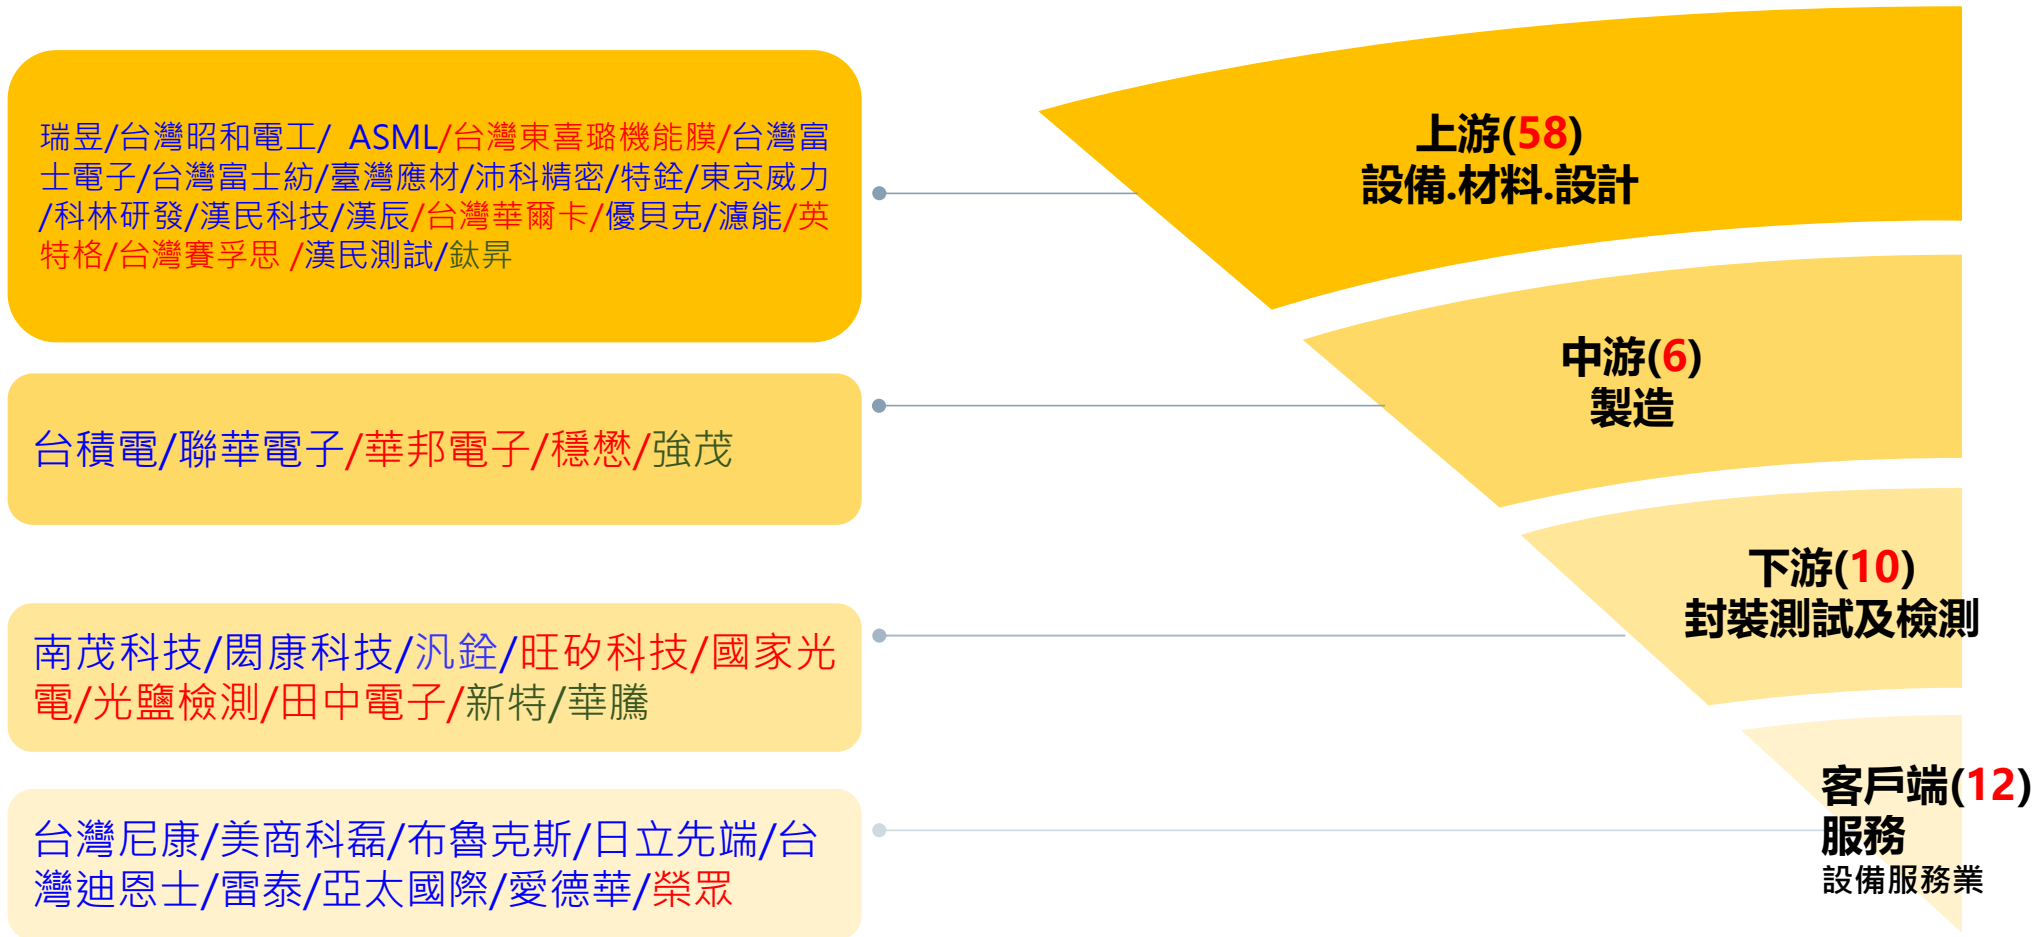 瑞昱/台灣昭和電工/ ASML/台灣東喜璐機能膜/台灣富
士電子/台灣富士紡/臺灣應材/沛科精密/特銓/東京威力
/科林研發/漢民科技/漢辰/台灣華爾卡/優貝克/濾能/英
特格/台灣賽孚思 /漢民測試/鈦昇
上游(58)
設備.材料.設計
台積電/聯華電子/華邦電子/穩懋/強茂
中游(6)
製造
南茂科技/閎康科技/汎銓/旺矽科技/國家光
電/光鹽檢測/田中電子/新特/華騰
下游(10)
封裝測試及檢測
台灣尼康/美商科磊/布魯克斯/日立先端/台
灣迪恩士/雷泰/亞太國際/愛德華/榮眾
客戶端(12)
服務
設備服務業